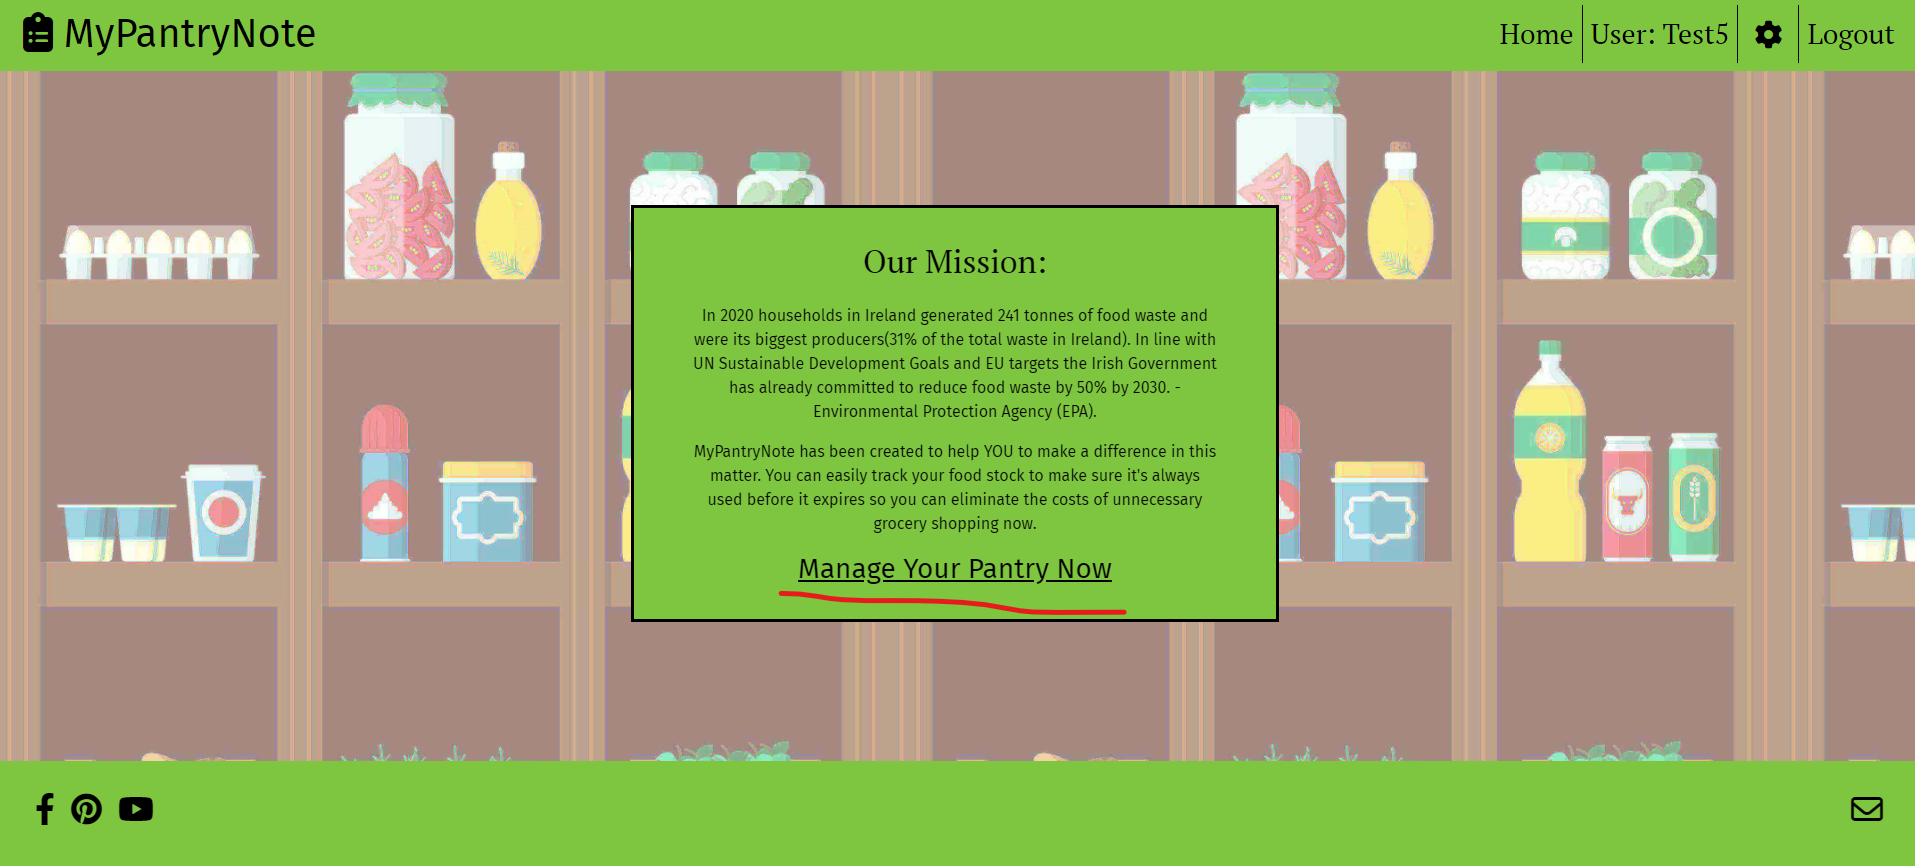 MyPantryNote
Home
User: Test5
Logout
Our Mission:
In 2020 households in Ireland generated 241 tonnes of food waste and
were its biggest producers(31% of the total waste in Ireland). In line with
UN Sustainable Development Goals and EU targets the Irish Government
has already committed to reduce food waste by 50% by 2030. -
Environmental Protection Agency (EPA).
MyPantryNote has been created to help YOU to make a difference in this
matter. You can easily track your food stock to make sure it's always
used before it expires so you can eliminate the costs of unnecessary
grocery shopping now.
Manage Your Pantry Now